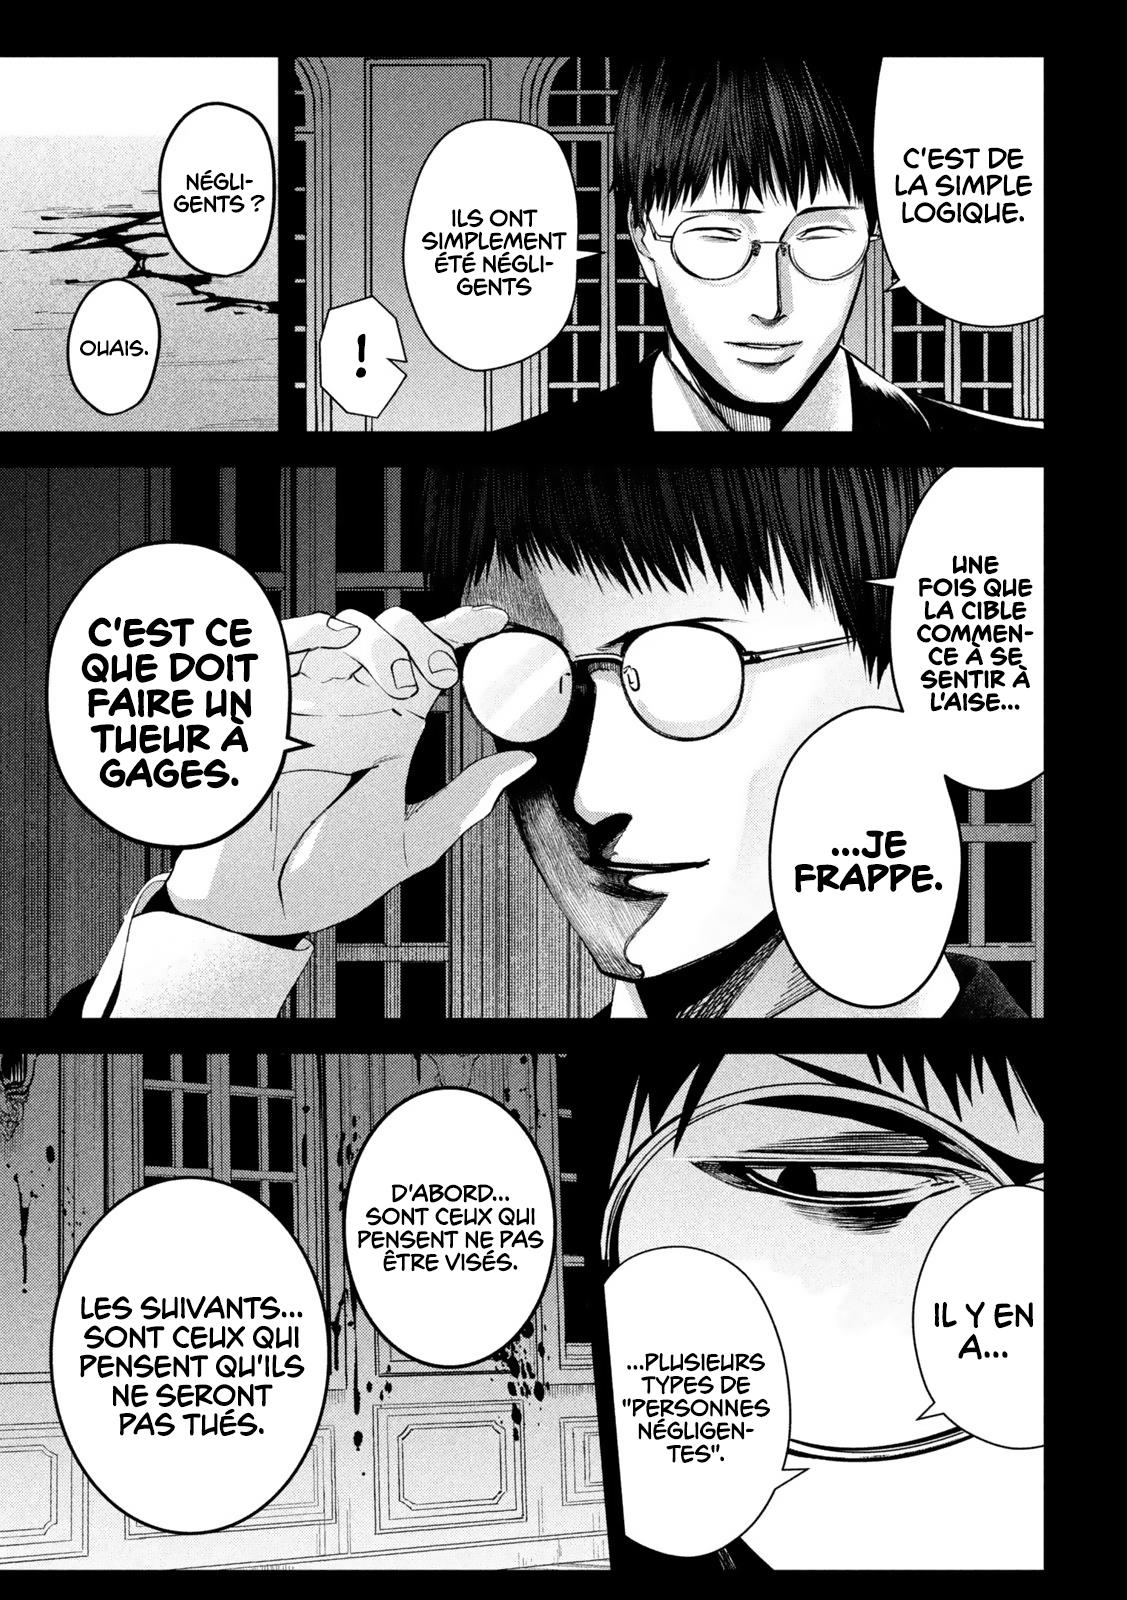 C'EST DE
LA SIMPLE
LOGIQUE.
ILS ONT
SIMPLEMENT
ÉTÉ NÉGLI-
GENTS
!
NÉGLI-
GENTS ?
OUAIS.
UNE
FOIS QUE
LA CIBLE
COMMEN-
CE À SE
SENTIR À
L'AISE...
...JE
FRAPPE.
C'EST CE
QUE DOIT
FAIRE UN
TUEUR À
GAGES.
IL Y EN
A...
...PLUSIEURS
TYPES DE
"PERSONNES
NÉGLIGEN-
TES".
D'ABORD...
SONT CEUX QUI
PENSENT NE PAS
ÊTRE VISÉS.
LES SUIVANTS...
SONT CEUX QUI
PENSENT QU'ILS
NE SERONT
PAS TUÉS.